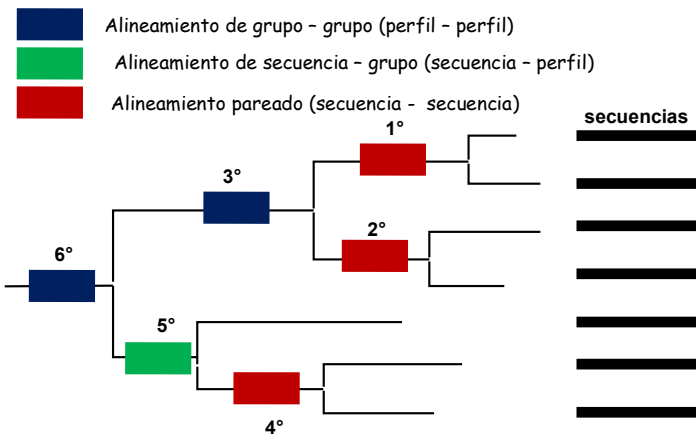 Alineamiento de grupo – grupo (perfil – perfil)
Alineamiento de secuencia – grupo (secuencia – perfil)
Alineamiento pareado (secuencia - secuencia)
secuencias
1°
3°
2°
6°
5°
4°